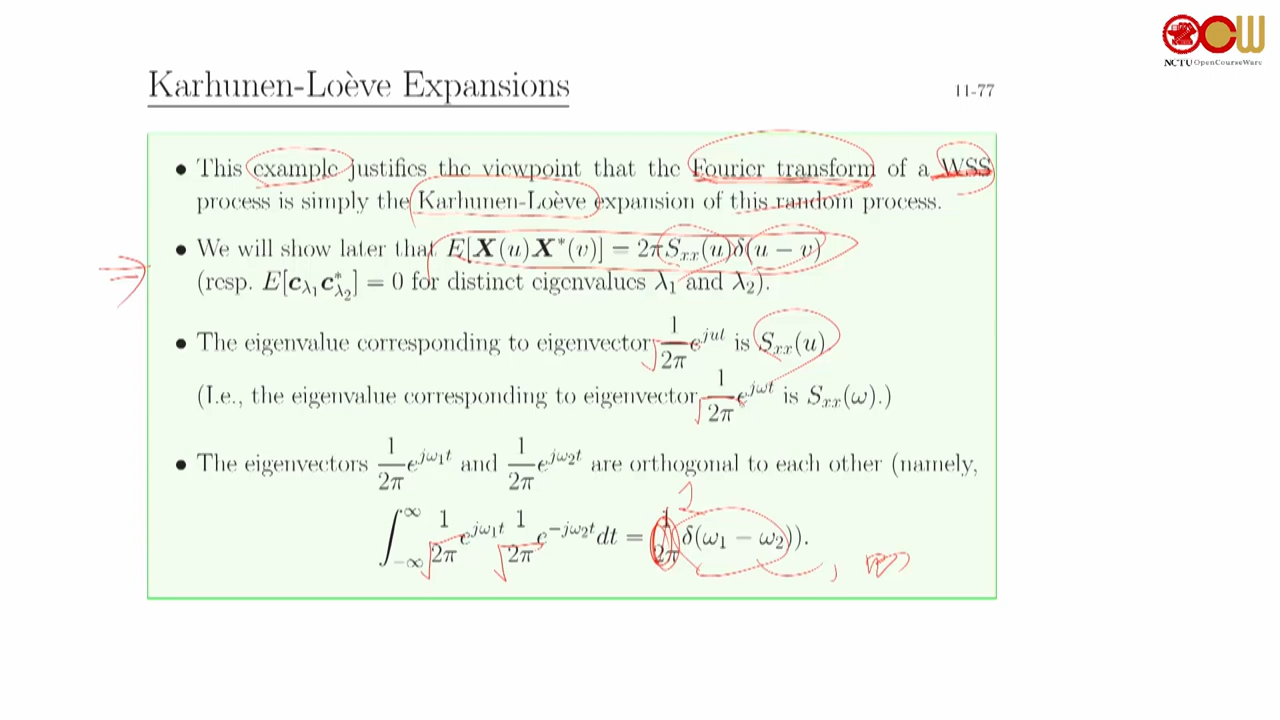 NCTU OpenCourseWare
Karhunen-Loève Expansions
11-77
• This example justifies the viewpoint that the Fourier transform of a WSS
process is simply the Karhunen-Loève expansion of this random process.
• We will show later that E[X(u)X*(v)] = 2πS_xx(u)δ(u − v)
(resp. E[c_λ₁ c*_λ₂] = 0 for distinct eigenvalues λ₁ and λ₂).
• The eigenvalue corresponding to eigenvector √ 1/2π e^{jut} is S_xx(u)
(I.e., the eigenvalue corresponding to eigenvector √ 1/2π e^{jωt} is S_xx(ω).)
• The eigenvectors 1/2π e^{jω₁t} and 1/2π e^{jω₂t} are orthogonal to each other (namely,
∫_{−∞}^{∞} 1/√2π e^{jω₁t} 1/√2π e^{−jω₂t} dt = 1/2π δ(ω₁ − ω₂)).